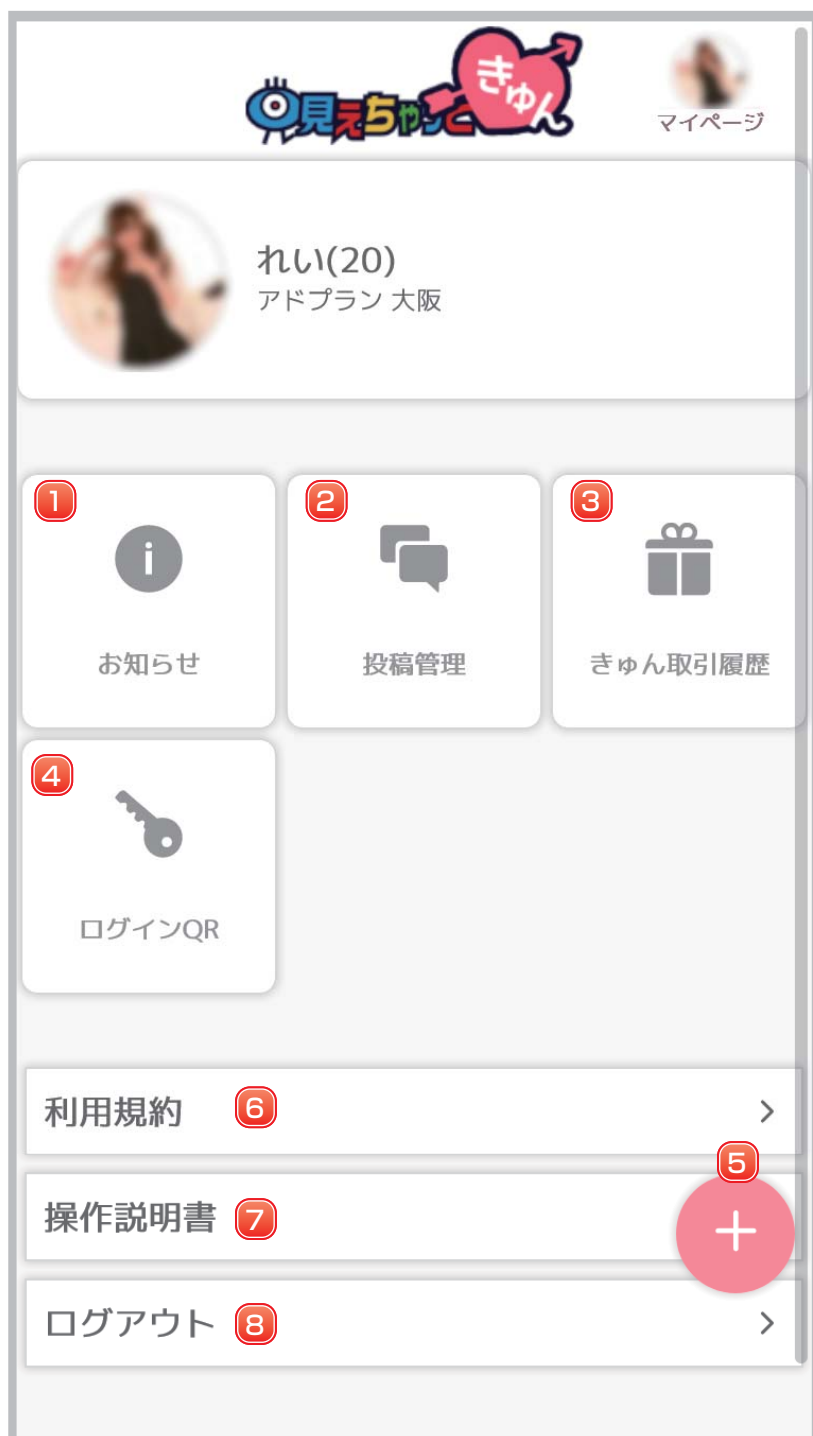 見えちゃっときゅん
マイページ
れい(20)
アドプラン 大阪
1
2
3
お知らせ
投稿管理
きゅん取引履歴
4
ログインQR
利用規約 6
5
操作説明書 7
ログアウト 8